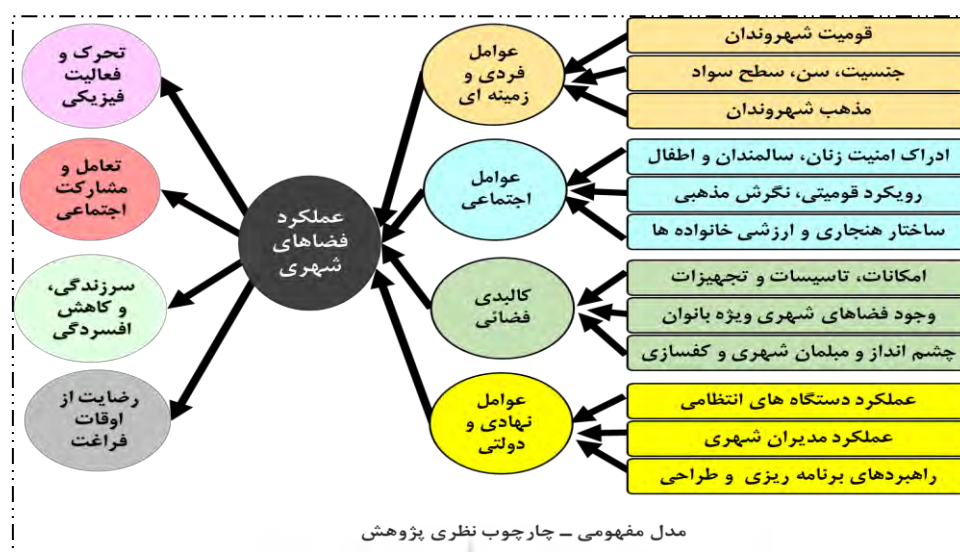 قومیت شهروندان
جنسیت، سن، سطح سواد
مذهب شهروندان
ادراک امنیت زنان، سالمندان و اطفال
رویکرد قومیتی، نگرش مذهبی
ساختار هنجاری و ارزشی خانواده ها
امکانات، تاسیسات و تجهیزات
وجود فضاهای شهری ویژه بانوان
چشم انداز و مبلمان شهری و کفسازی
عملکرد دستگاه های انتظامی
عملکرد مدیران شهری
راهبردهای برنامه ریزی و طراحی
عوامل
فردی و
زمینه ای
عوامل
اجتماعی
کالبدی
فضائی
عوامل
نهادی و
دولتی
عملکرد
فضاهای
شهری
تحرک و
فعالیت
فیزیکی
تعامل و
مشارکت
اجتماعی
سرزندگی،
و کاهش
افسردگی
رضایت از
اوقات
فراغت
مدل مفهومی – چارچوب نظری پژوهش